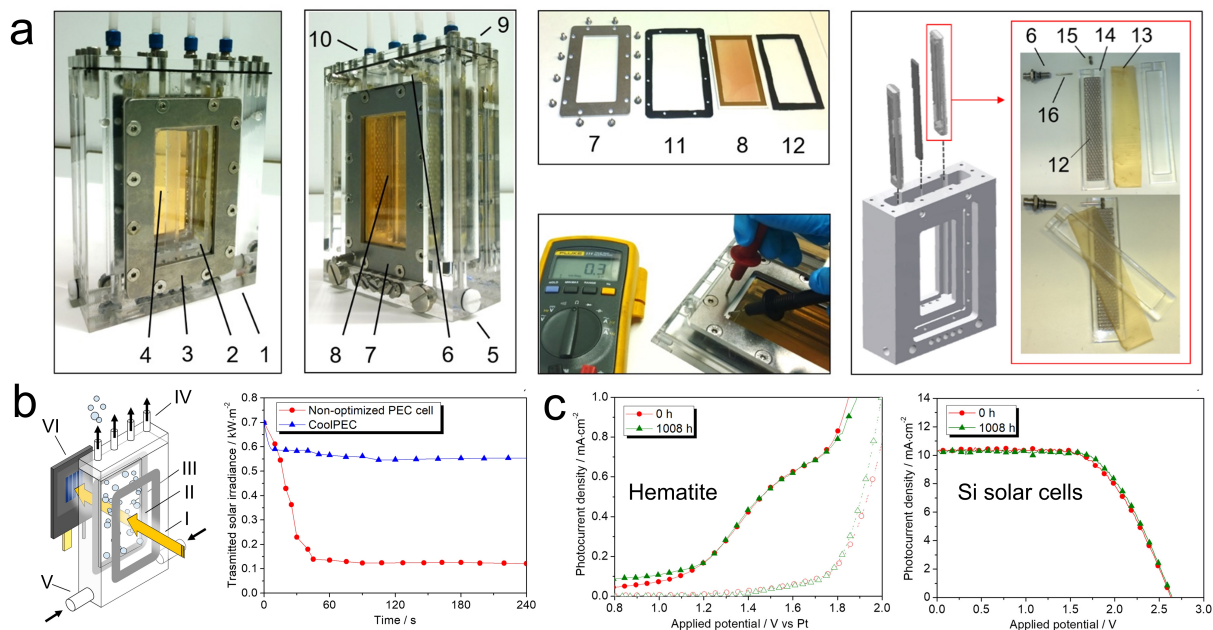 a
10
9
4
3
2
1
8
7
6
5
7
11
8
12
FLUKE
0.3
6
15
14
13
16
12
b
VI
IV
III
II
I
V
Trasmitted solar irradiance / kW·m-2
0.8
0.7
0.6
0.5
0.4
0.3
0.2
0.1
0.0
Non-optimized PEC cell
CoolPEC
0
60
120
180
240
Time / s
c
Photocurrent density / mA·cm-2
1.0
0.8
0.6
0.4
0.2
0.0
0 h
1008 h
Hematite
0.8
1.0
1.2
1.4
1.6
1.8
2.0
Applied potential / V vs Pt
Photocurrent density / mA·cm-2
14
12
10
8
6
4
2
0
0 h
1008 h
Si solar cells
0.0
0.5
1.0
1.5
2.0
2.5
3.0
Applied potential / V